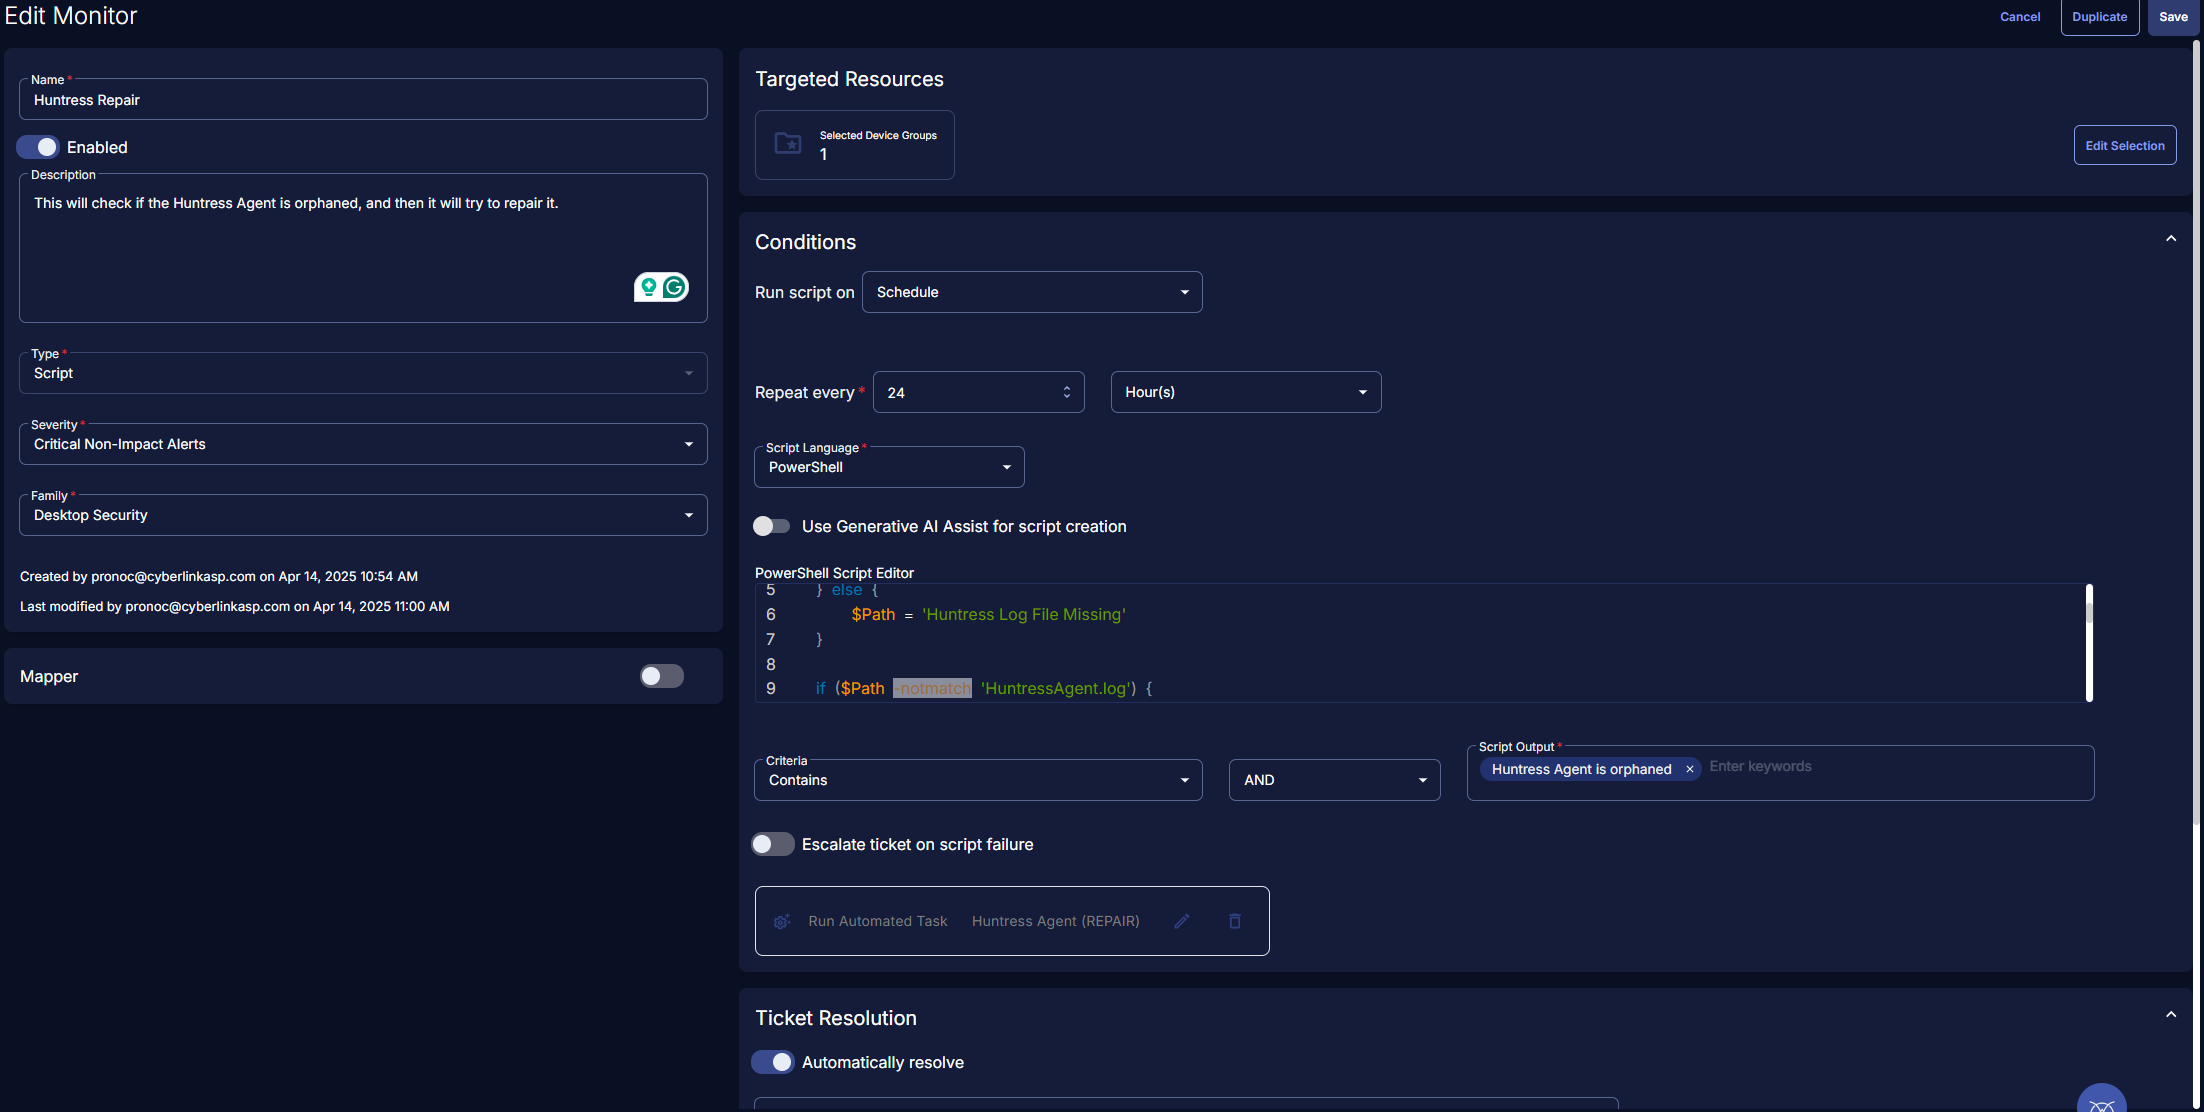 Edit Monitor
Cancel
Duplicate
Save
Name *
Huntress Repair
Enabled
Description
This will check if the Huntress Agent is orphaned, and then it will try to repair it.
Type *
Script
Severity *
Critical Non-Impact Alerts
Family *
Desktop Security
Created by pronoc@cyberlinkasp.com on Apr 14, 2025 10:54 AM
Last modified by pronoc@cyberlinkasp.com on Apr 14, 2025 11:00 AM
Mapper
Targeted Resources
Selected Device Groups
1
Edit Selection
Conditions
Run script on Schedule
Repeat every * 24 Hour(s)
Script Language *
PowerShell
Use Generative AI Assist for script creation
PowerShell Script Editor
5 } else {
6 $Path = 'Huntress Log File Missing'
7 }
8
9 if ($Path -notmatch 'HuntressAgent.log') {
Criteria
Contains
AND
Script Output *
Huntress Agent is orphaned × Enter keywords
Escalate ticket on script failure
Run Automated Task Huntress Agent (REPAIR)
Ticket Resolution
Automatically resolve